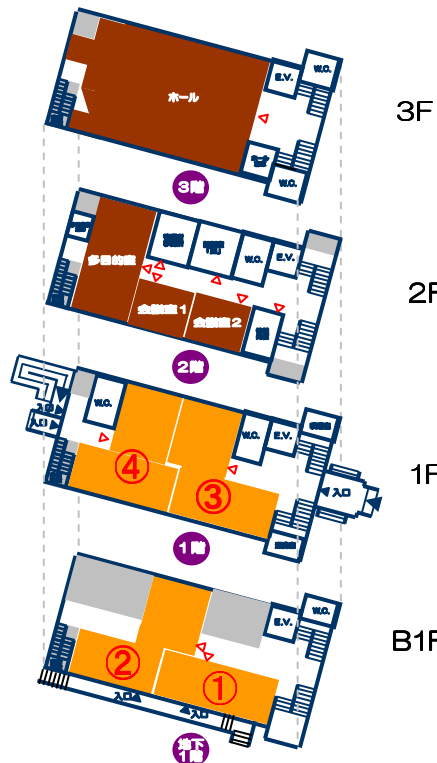 W.C.
E.V.
ホール
3F
W.C.
3階
多目的室
W.C.
E.V.
会議室1
会議室2
2F
2階
入口
入口
W.C.
W.C.
E.V.
④
③
入口
1F
1階
W.C.
E.V.
②
①
B1F
入口
入口
地下
1階